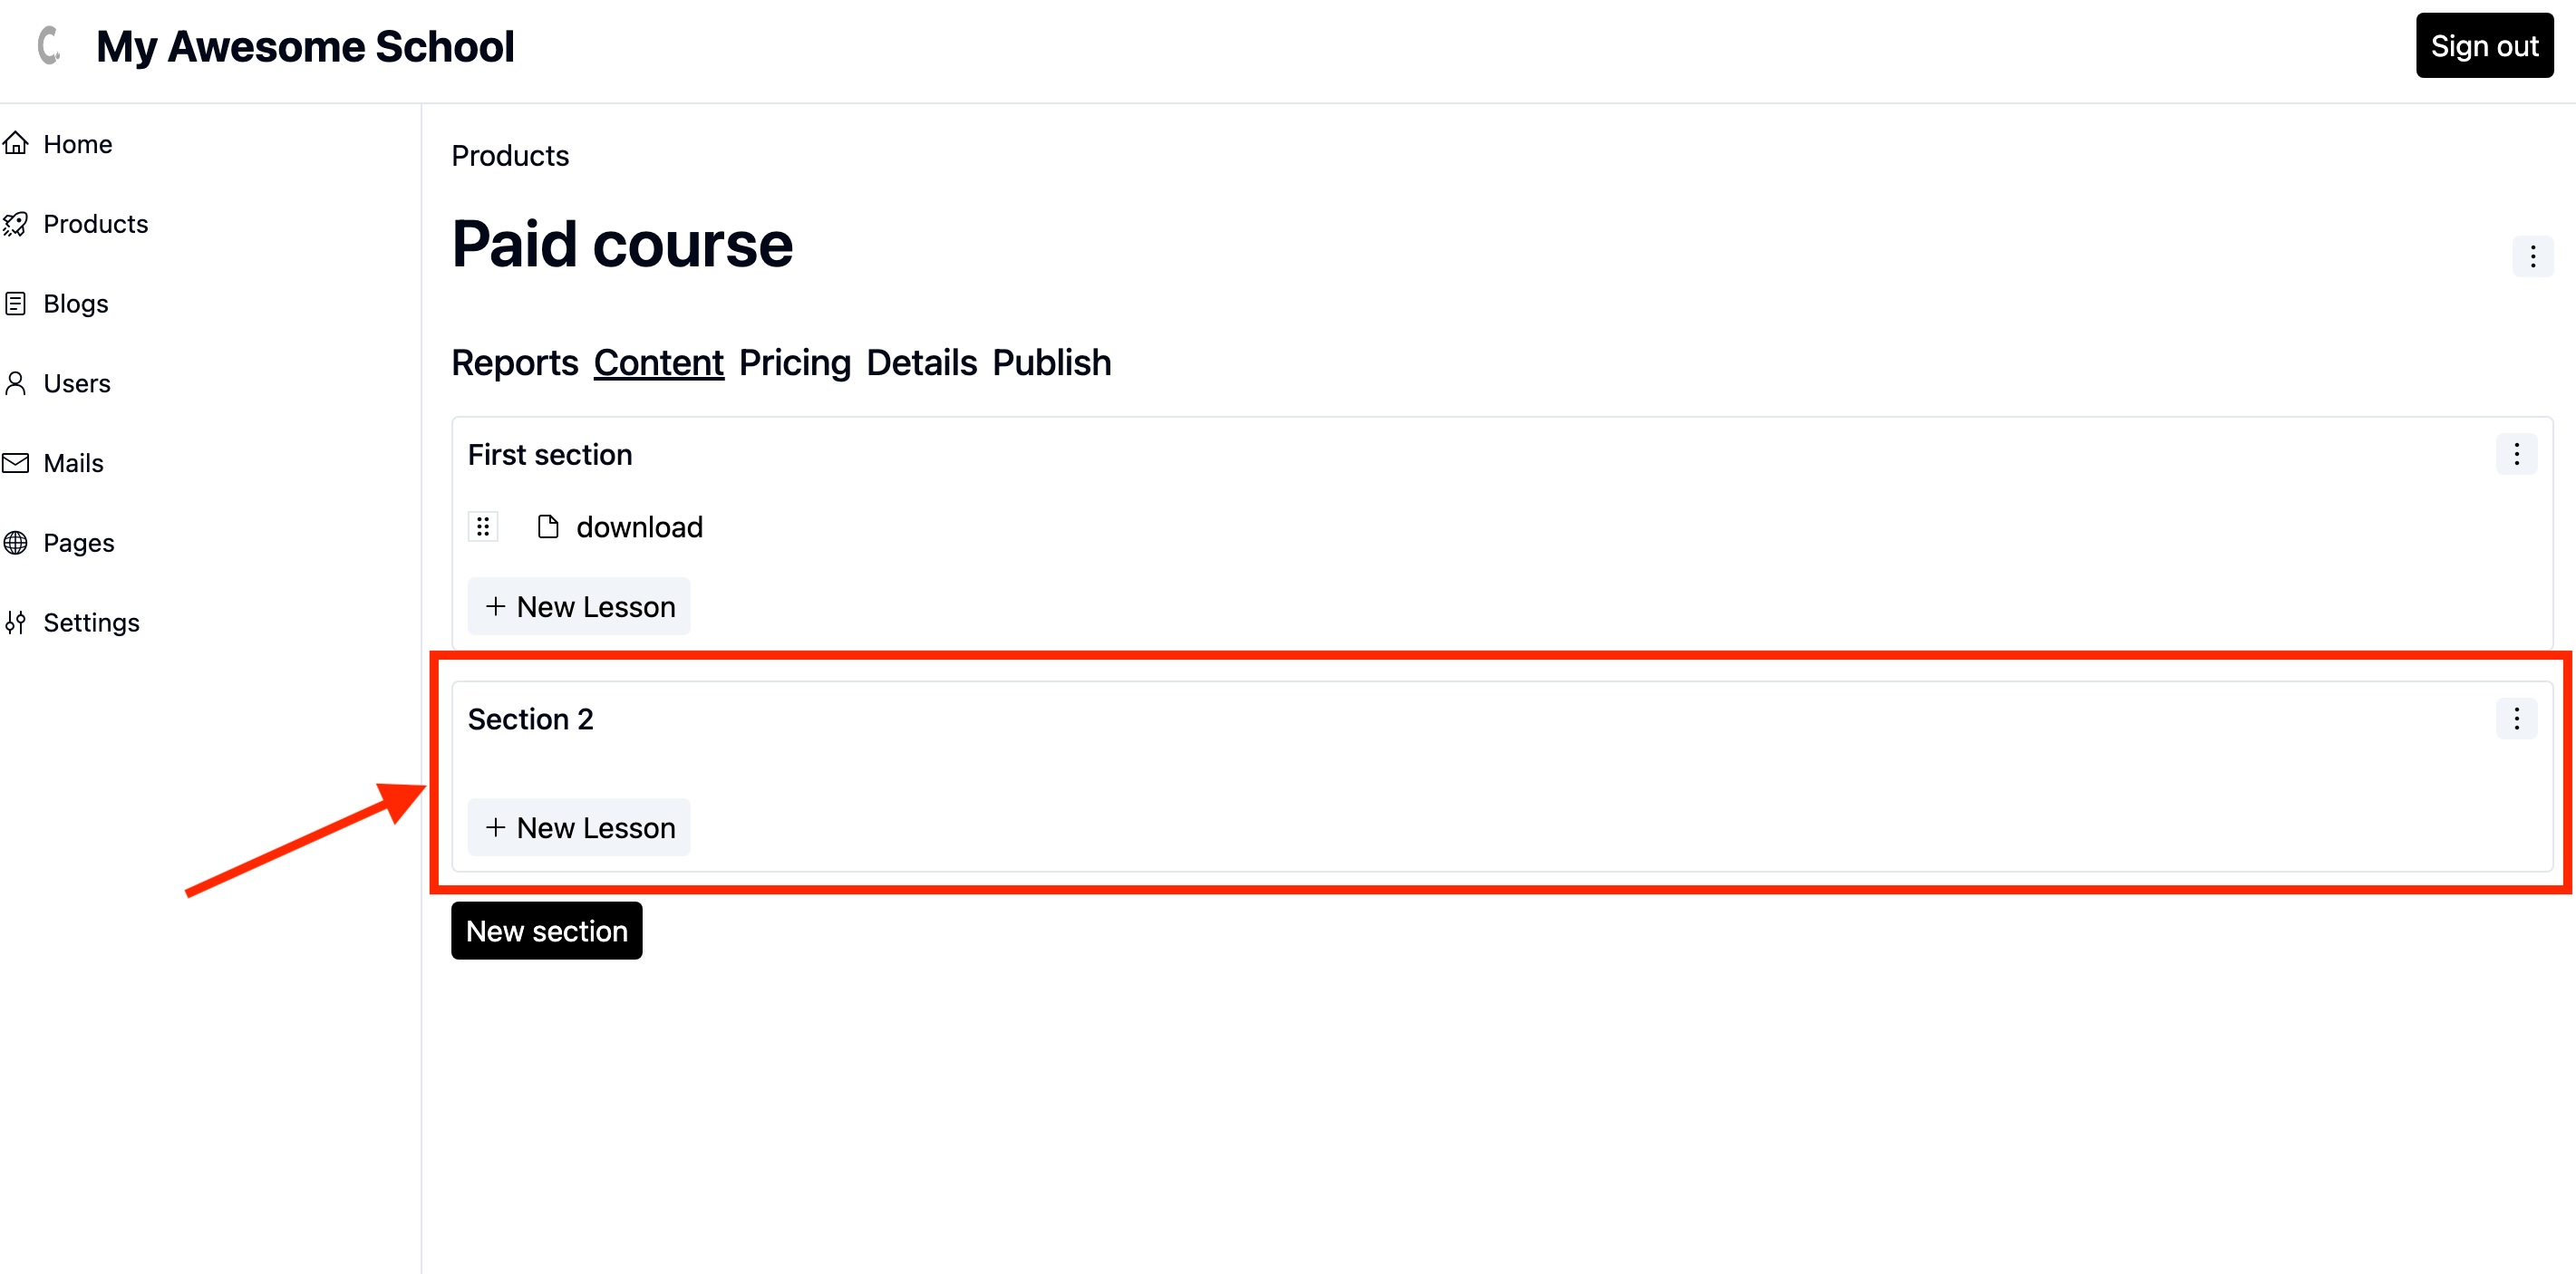 My Awesome School
Sign out
Home
Products
Blogs
Users
Mails
Pages
Settings
Products
Paid course
Reports Content Pricing Details Publish
First section
download
+ New Lesson
Section 2
+ New Lesson
New section